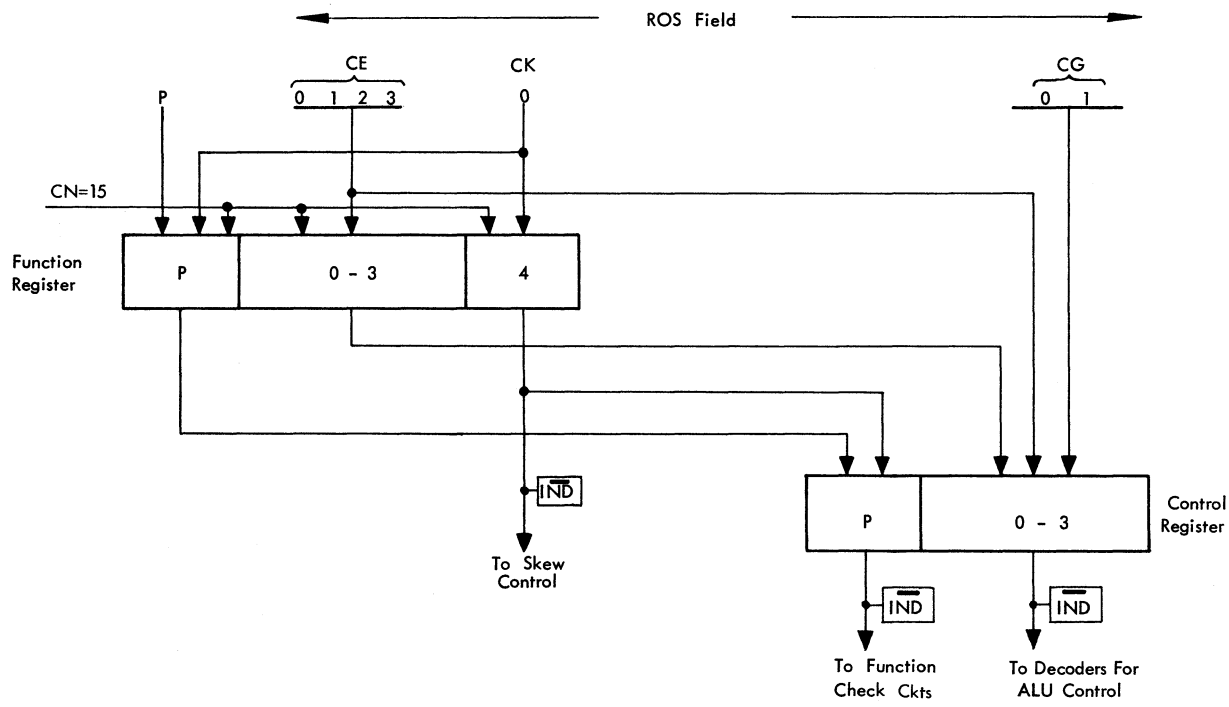 ROS Field
CE
CK
CG
P
0 1 2 3
0
0 1
CN=15
Function
Register
P
0 - 3
4
IND
To Skew
Control
P
0 - 3
Control
Register
IND
IND
To Function
Check Ckts
To Decoders For
ALU Control